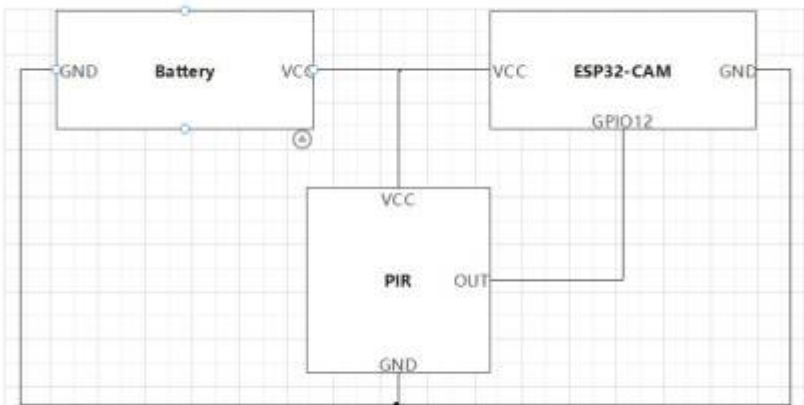 GND Battery VCC
VCC ESP32-CAM GND
GPIO12
VCC
PIR OUT
GND